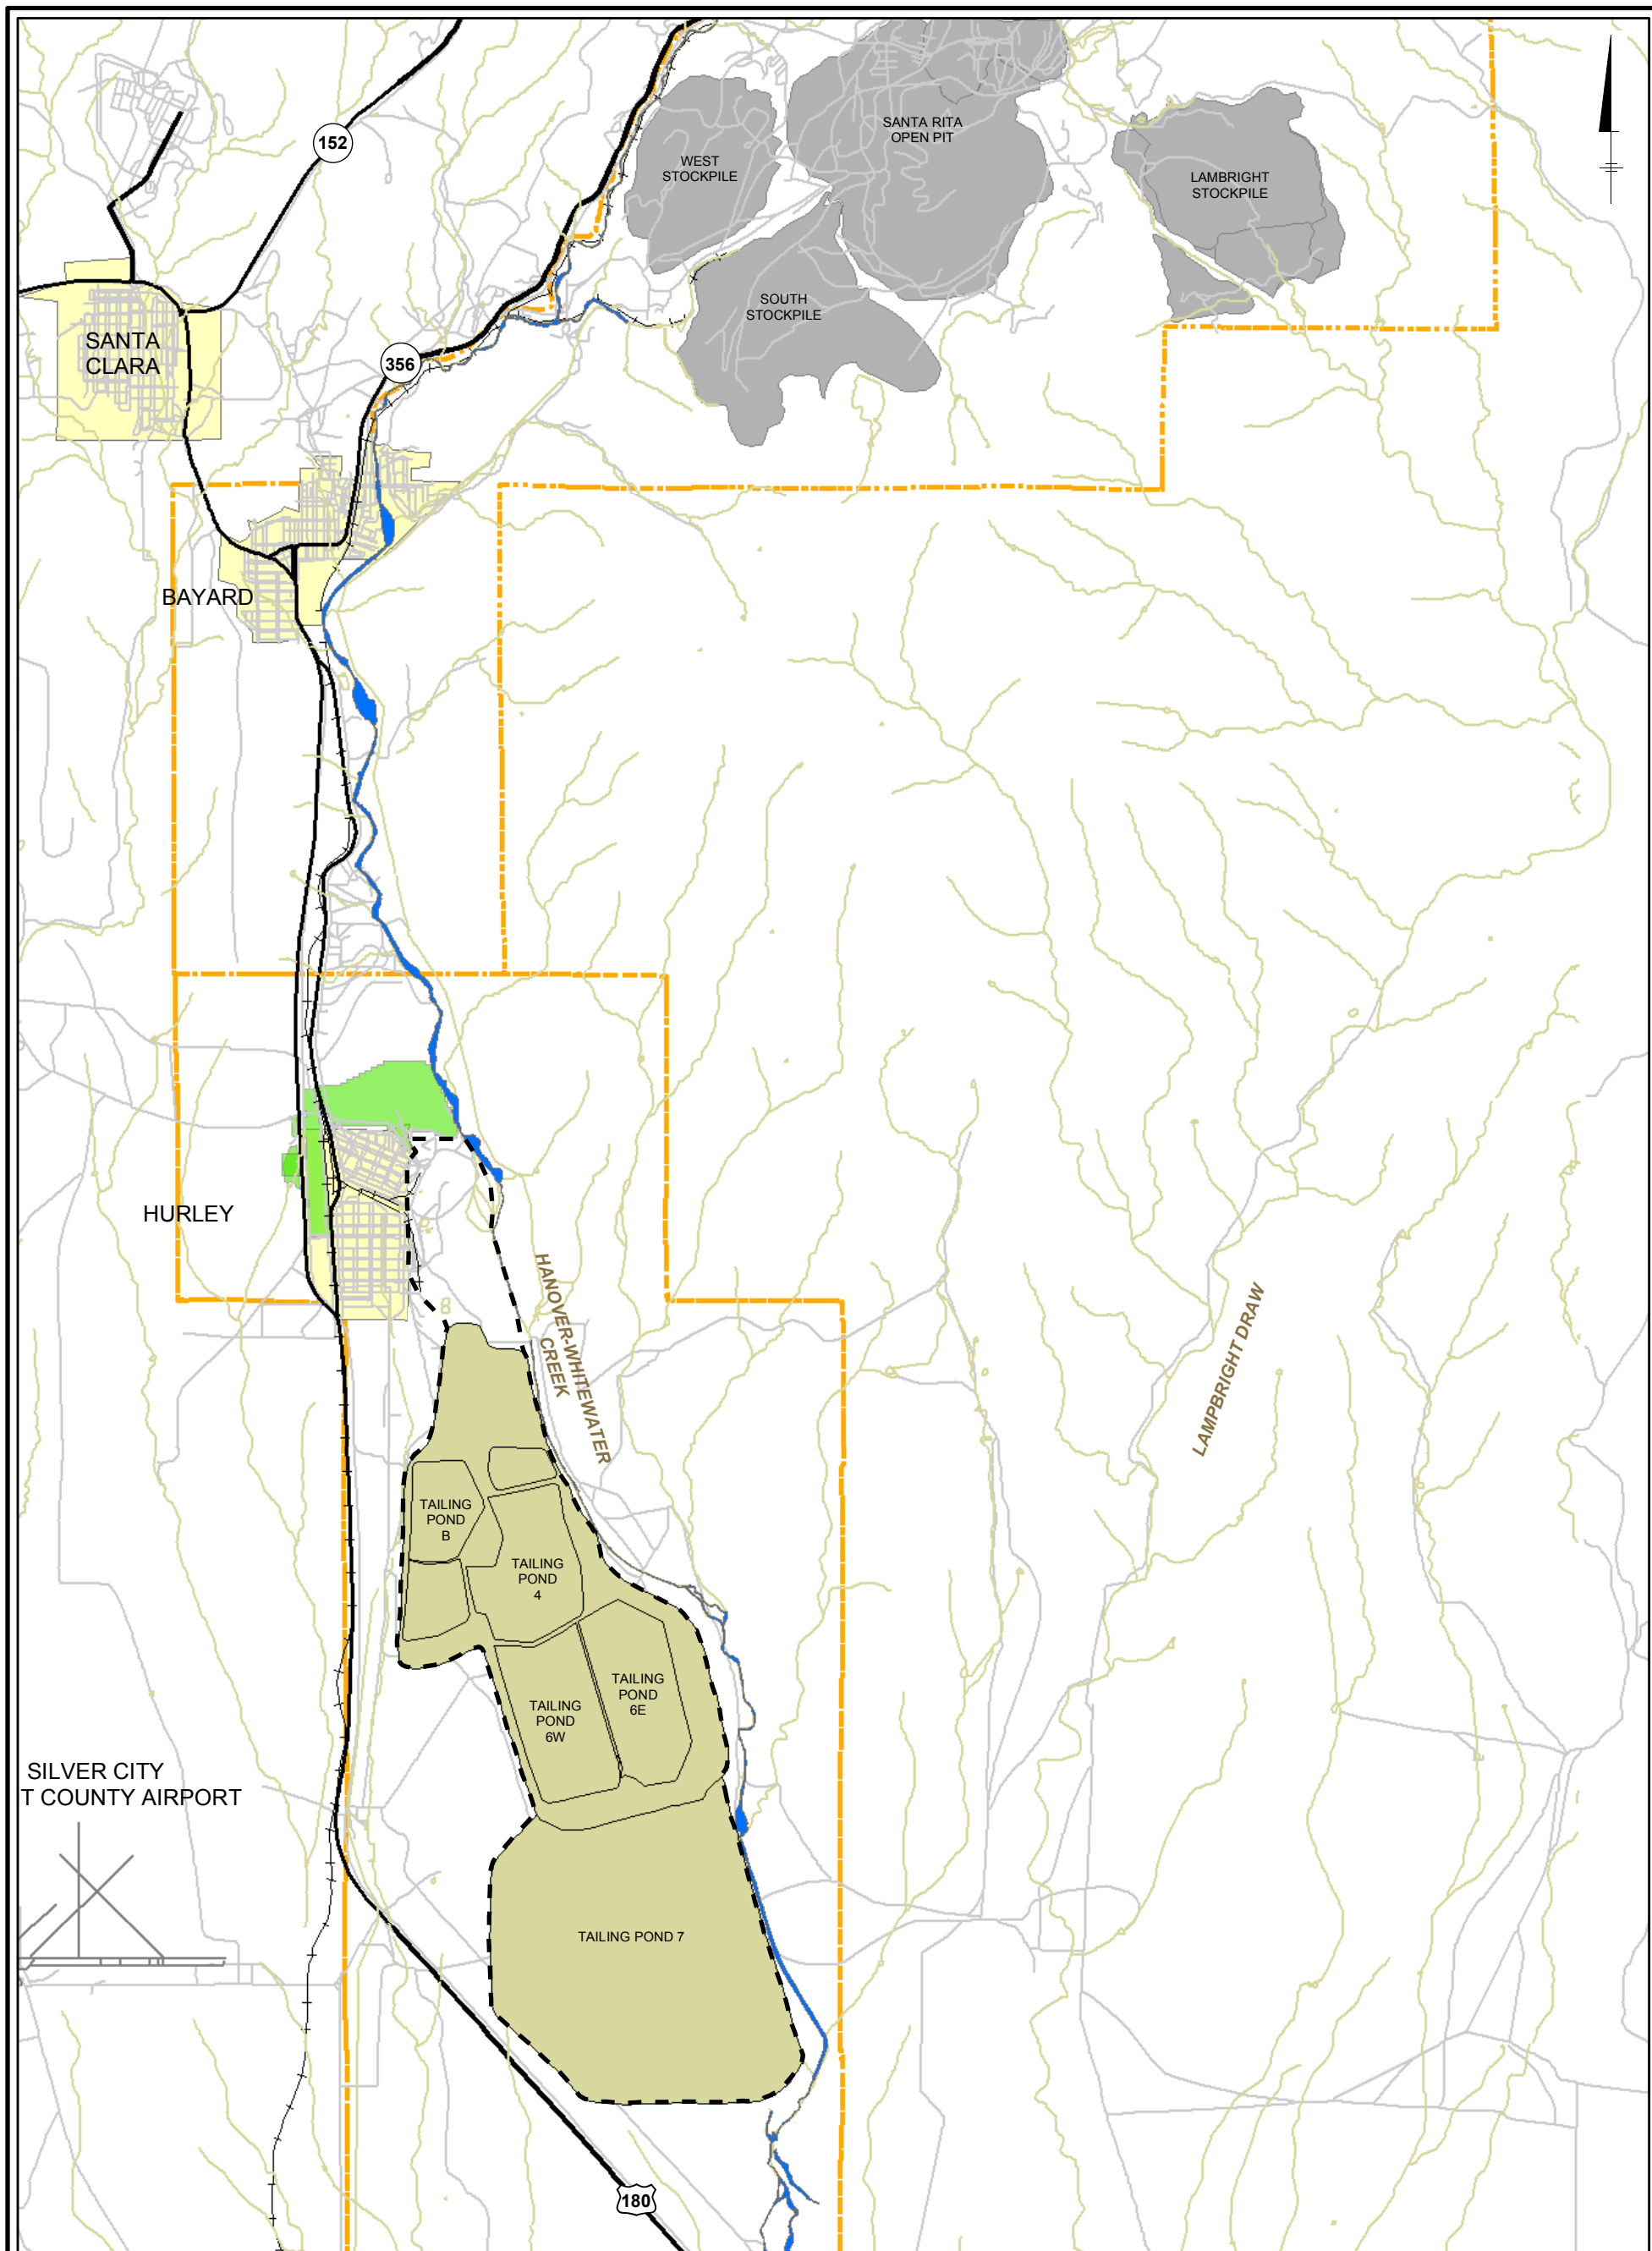 152
SANTA RITA
OPEN PIT
WEST
STOCKPILE
LAMBRIGHT
STOCKPILE
SOUTH
STOCKPILE
SANTA
CLARA
356
BAYARD
HURLEY
HANOVER-WHITEWATER
CREEK
LAMPBRIGHT DRAW
TAILING
POND
B
TAILING
POND
4
TAILING
POND
6E
TAILING
POND
6W
SILVER CITY
T COUNTY AIRPORT
TAILING POND 7
180